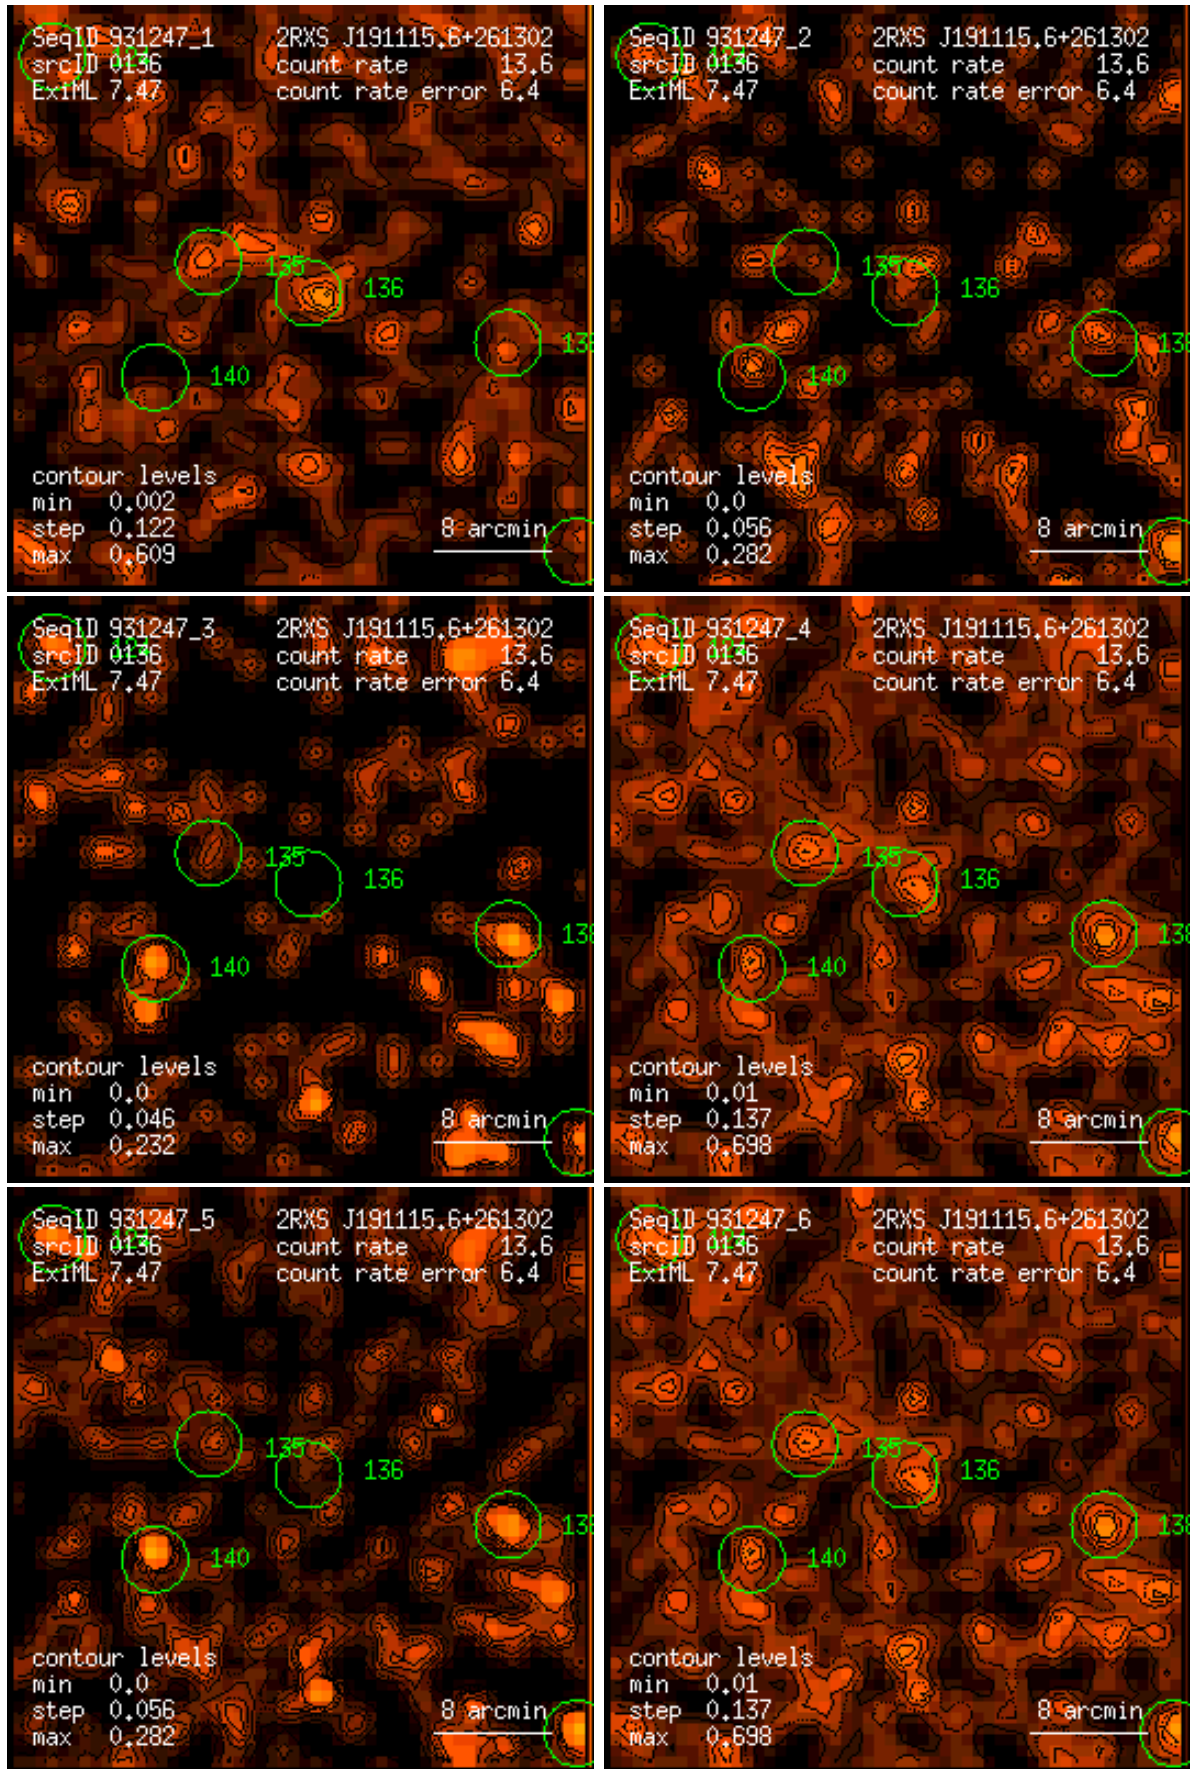 SeqID 931247_1 2RXS J191115.6+261302
srcID 0136 count rate 13.6
ExiML 7.47 count rate error 6.4
135
136
138
140
contour levels
min 0.002
step 0.122 8 arcmin
max 0.609
SeqID 931247_2 2RXS J191115.6+261302
srcID 0136 count rate 13.6
ExiML 7.47 count rate error 6.4
135
136
138
140
contour levels
min 0.0
step 0.056 8 arcmin
max 0.282
SeqID 931247_3 2RXS J191115.6+261302
srcID 0136 count rate 13.6
ExiML 7.47 count rate error 6.4
135
136
138
140
contour levels
min 0.0
step 0.046 8 arcmin
max 0.232
SeqID 931247_4 2RXS J191115.6+261302
srcID 0136 count rate 13.6
ExiML 7.47 count rate error 6.4
135
136
138
140
contour levels
min 0.01
step 0.137 8 arcmin
max 0.698
SeqID 931247_5 2RXS J191115.6+261302
srcID 0136 count rate 13.6
ExiML 7.47 count rate error 6.4
135
136
138
140
contour levels
min 0.0
step 0.056 8 arcmin
max 0.282
SeqID 931247_6 2RXS J191115.6+261302
srcID 0136 count rate 13.6
ExiML 7.47 count rate error 6.4
135
136
138
140
contour levels
min 0.01
step 0.137 8 arcmin
max 0.698